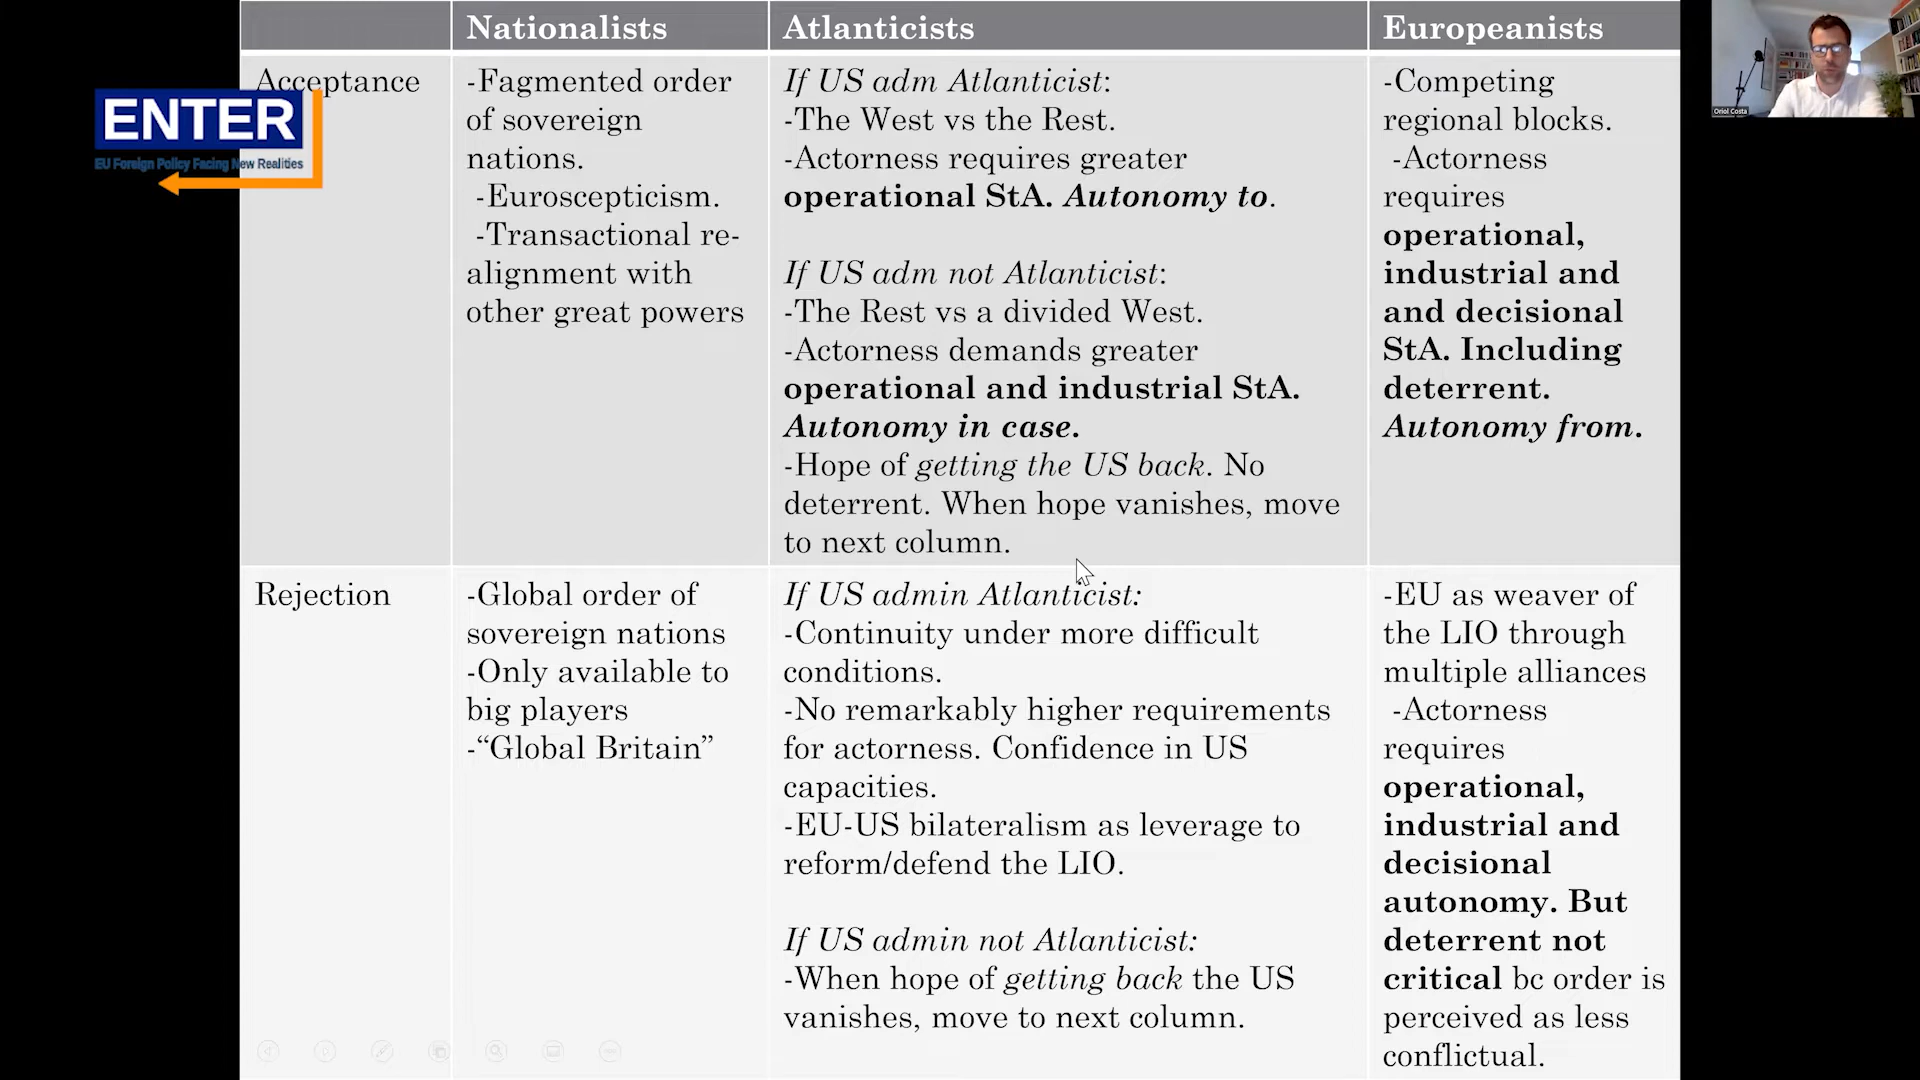 Nationalists
Atlanticists
Europeanists
Acceptance
-Fagmented order
of sovereign
nations.
-Euroscepticism.
-Transactional re-
alignment with
other great powers
If US adm Atlanticist:
-The West vs the Rest.
-Actorness requires greater
operational StA. Autonomy to.
If US adm not Atlanticist:
-The Rest vs a divided West.
-Actorness demands greater
operational and industrial StA.
Autonomy in case.
-Hope of getting the US back. No
deterrent. When hope vanishes, move
to next column.
-Competing
regional blocks.
-Actorness
requires
operational,
industrial and
and decisional
StA. Including
deterrent.
Autonomy from.
Rejection
-Global order of
sovereign nations
-Only available to
big players
-“Global Britain”
If US admin Atlanticist:
-Continuity under more difficult
conditions.
-No remarkably higher requirements
for actorness. Confidence in US
capacities.
-EU-US bilateralism as leverage to
reform/defend the LIO.
If US admin not Atlanticist:
-When hope of getting back the US
vanishes, move to next column.
-EU as weaver of
the LIO through
multiple alliances
-Actorness
requires
operational,
industrial and
decisional
autonomy. But
deterrent not
critical bc order is
perceived as less
conflictual.
ENTER
EU Foreign Policy Facing New Realities
Oriol Costa